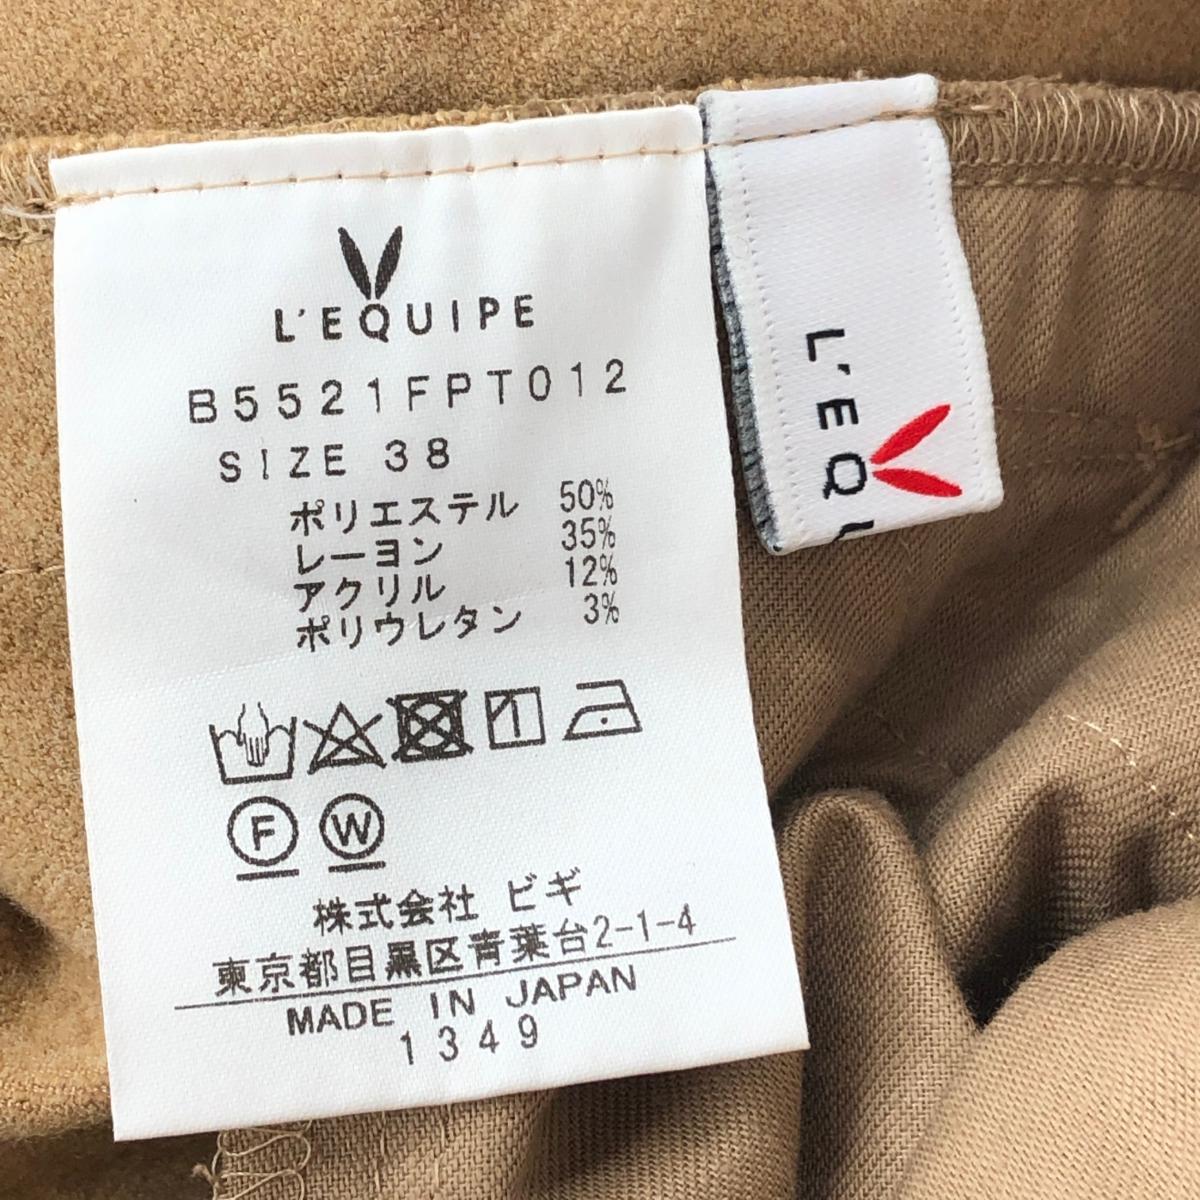 L'EQUIPE
B5521FPT012
SIZE 38
ポリエステル 50%
レーヨン 35%
アクリル 12%
ポリウレタン 3%
F W
株式会社 ビギ
東京都目黒区青葉台2-1-4
MADE IN JAPAN
1349
L'EQ